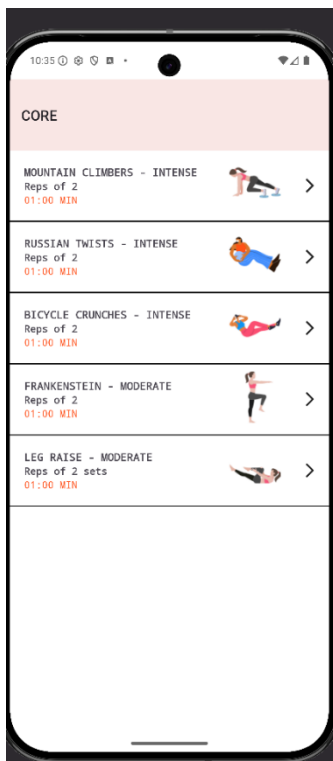 10:35
CORE
MOUNTAIN CLIMBERS - INTENSE
Reps of 2
01:00 MIN
RUSSIAN TWISTS - INTENSE
Reps of 2
01:00 MIN
BICYCLE CRUNCHES - INTENSE
Reps of 2
01:00 MIN
FRANKENSTEIN - MODERATE
Reps of 2
01:00 MIN
LEG RAISE - MODERATE
Reps of 2 sets
01:00 MIN